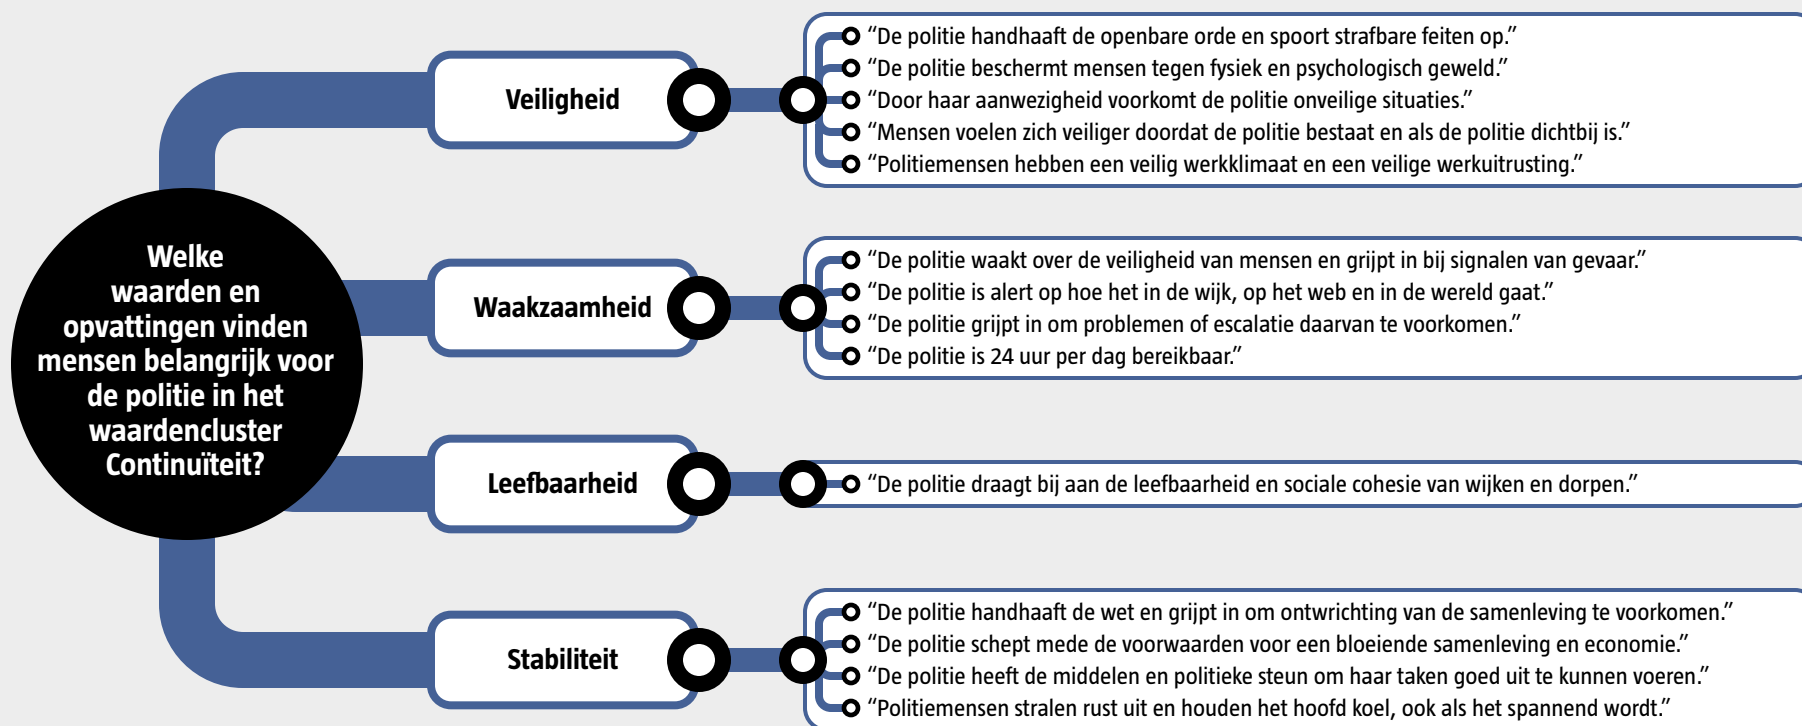 Welke
waarden en
opvattingen vinden
mensen belangrijk voor
de politie in het
waardencluster
Continuïteit?
Veiligheid
“De politie handhaaft de openbare orde en spoort strafbare feiten op.”
“De politie beschermt mensen tegen fysiek en psychologisch geweld.”
“Door haar aanwezigheid voorkomt de politie onveilige situaties.”
“Mensen voelen zich veiliger doordat de politie bestaat en als de politie dichtbij is.”
“Politiemensen hebben een veilig werkklimaat en een veilige werkuitrusting.”
Waakzaamheid
“De politie waakt over de veiligheid van mensen en grijpt in bij signalen van gevaar.”
“De politie is alert op hoe het in de wijk, op het web en in de wereld gaat.”
“De politie grijpt in om problemen of escalatie daarvan te voorkomen.”
“De politie is 24 uur per dag bereikbaar.”
Leefbaarheid
“De politie draagt bij aan de leefbaarheid en sociale cohesie van wijken en dorpen.”
Stabiliteit
“De politie handhaaft de wet en grijpt in om ontwrichting van de samenleving te voorkomen.”
“De politie schept mede de voorwaarden voor een bloeiende samenleving en economie.”
“De politie heeft de middelen en politieke steun om haar taken goed uit te kunnen voeren.”
“Politiemensen stralen rust uit en houden het hoofd koel, ook als het spannend wordt.”